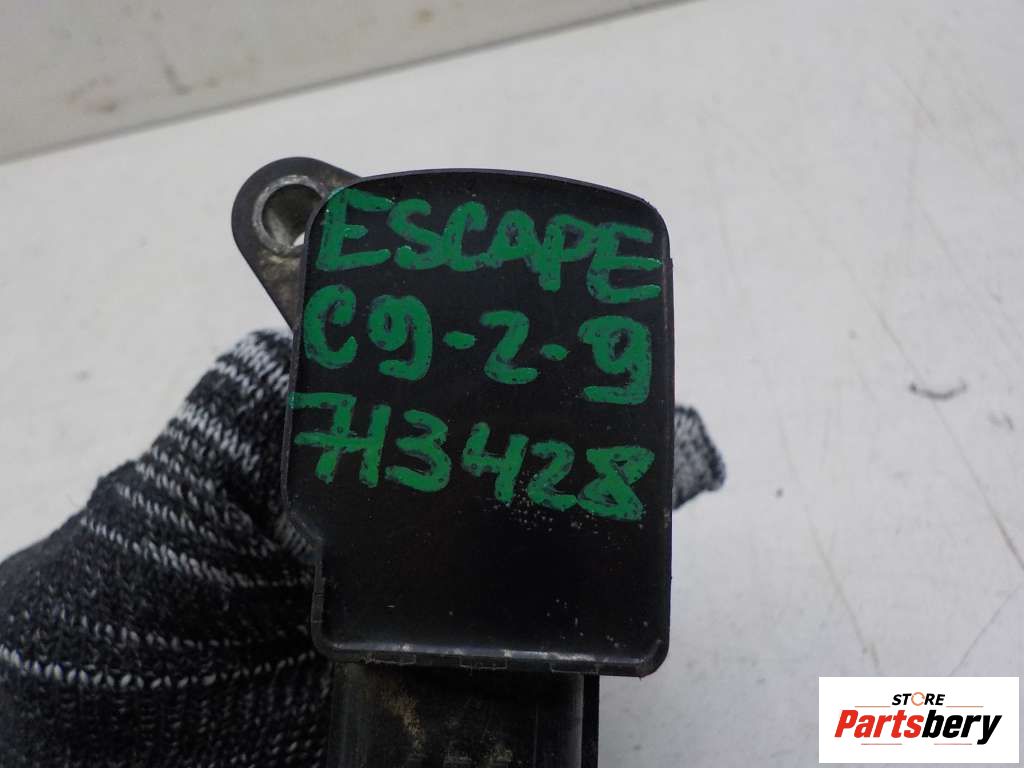 ESCAPE
C9-2-9
713428
STORE
Partsbery